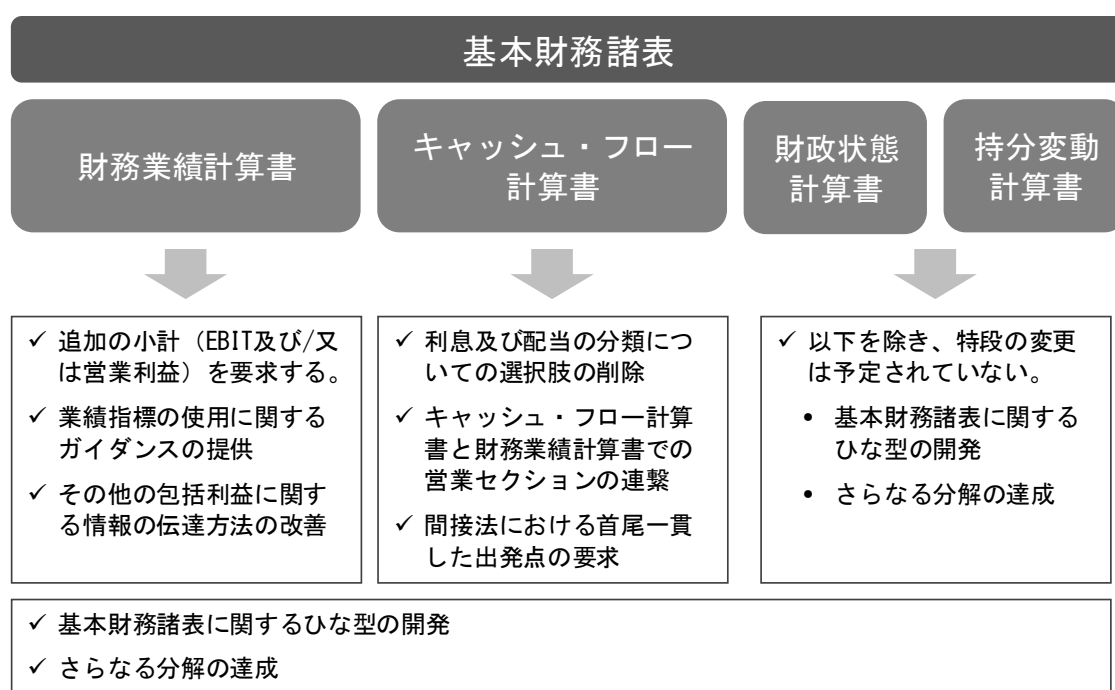 基本財務諸表
財務業績計算書
キャッシュ・フロー
計算書
財政状態
計算書
持分変動
計算書
✓ 追加の小計（EBIT及び/又
は営業利益）を要求する。
✓ 業績指標の使用に関する
ガイダンスの提供
✓ その他の包括利益に関す
る情報の伝達方法の改善
✓ 利息及び配当の分類につ
いての選択肢の削除
✓ キャッシュ・フロー計算
書と財務業績計算書での
営業セクションの連繋
✓ 間接法における首尾一貫
した出発点の要求
✓ 以下を除き、特段の変更
は予定されていない。
• 基本財務諸表に関する
ひな型の開発
• さらなる分解の達成
✓ 基本財務諸表に関するひな型の開発
✓ さらなる分解の達成